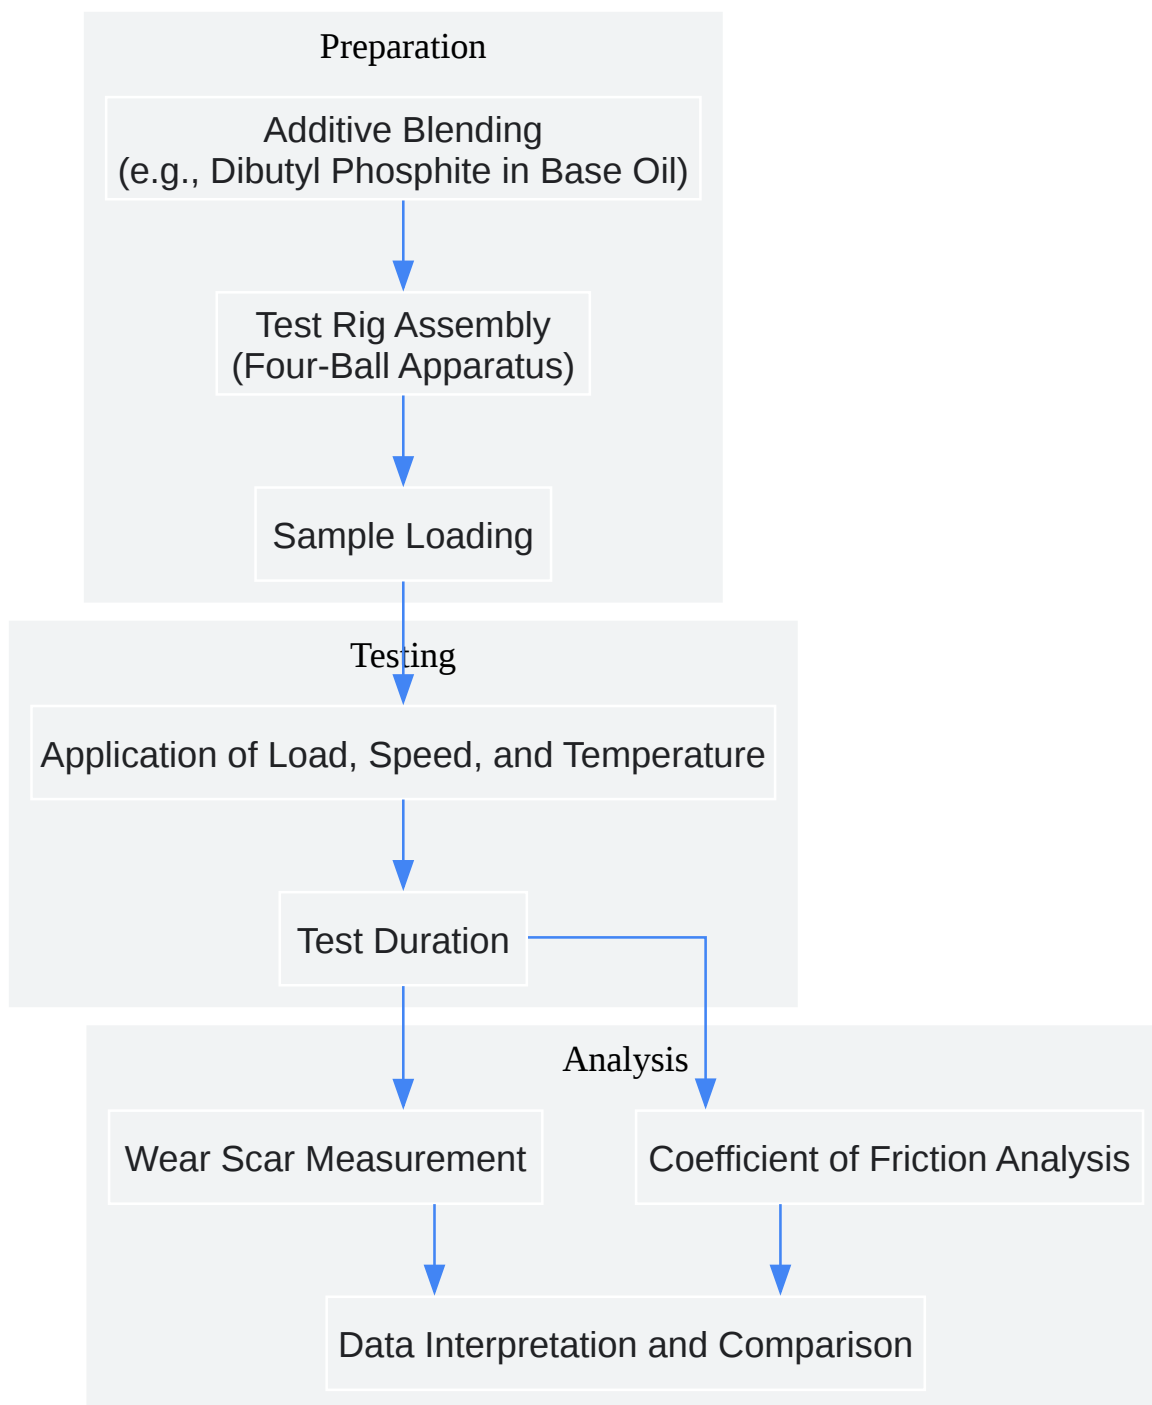 Preparation
Additive Blending
(e.g., Dibutyl Phosphite in Base Oil)
Test Rig Assembly
(Four-Ball Apparatus)
Sample Loading
Testing
Application of Load, Speed, and Temperature
Test Duration
Analysis
Wear Scar Measurement
Coefficient of Friction Analysis
Data Interpretation and Comparison